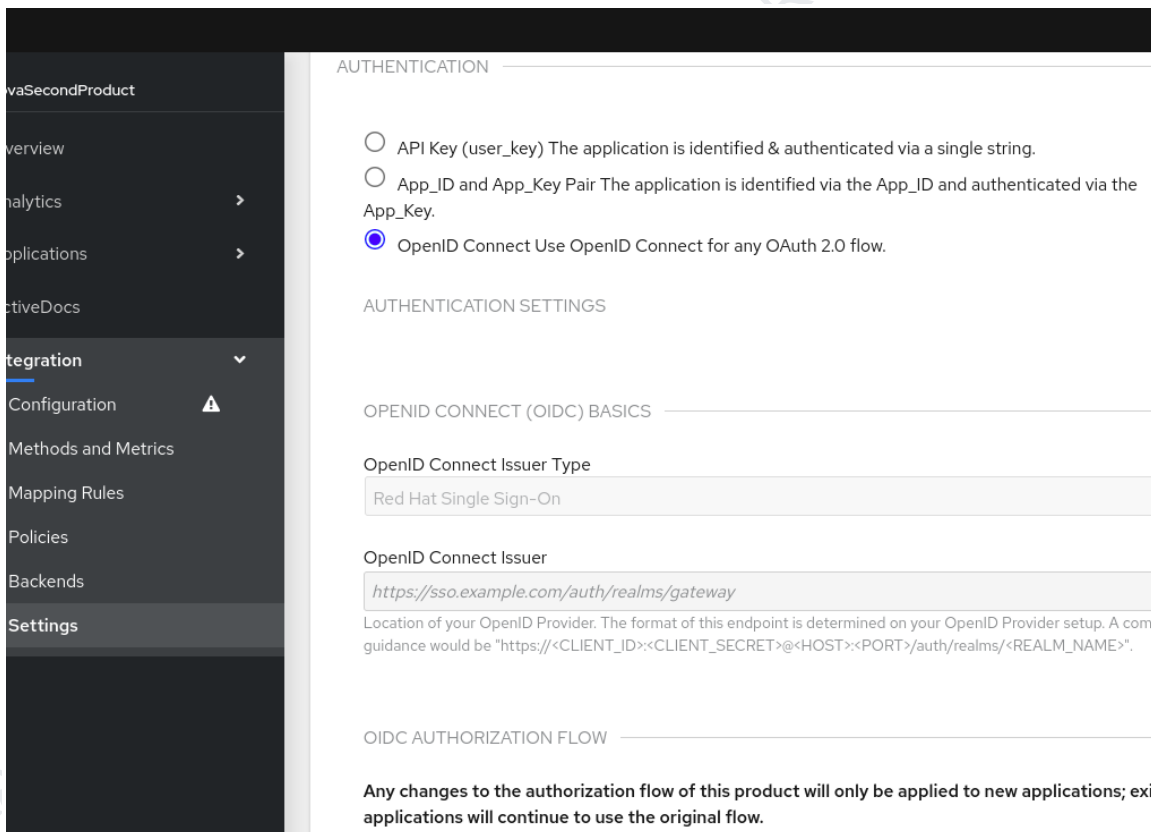 AUTHENTICATION
vaSecondProduct
API Key (user_key) The application is identified & authenticated via a single string.
verview
App_ID and App_Key Pair The application is identified via the App_ID and authenticated via the
App_Key.
nalytics
OpenID Connect Use OpenID Connect for any OAuth 2.0 flow.
pplications
AUTHENTICATION SETTINGS
ctiveDocs
tegration
Configuration
OPENID CONNECT (OIDC) BASICS
Methods and Metrics
OpenID Connect Issuer Type
Mapping Rules
Red Hat Single Sign-On
Policies
OpenID Connect Issuer
Backends
https://sso.example.com/auth/realms/gateway
Settings
Location of your OpenID Provider. The format of this endpoint is determined on your OpenID Provider setup. A com
guidance would be "https://<CLIENT_ID>:<CLIENT_SECRET>@<HOST>:<PORT>/auth/realms/<REALM_NAME>".
OIDC AUTHORIZATION FLOW
Any changes to the authorization flow of this product will only be applied to new applications; exi
applications will continue to use the original flow.